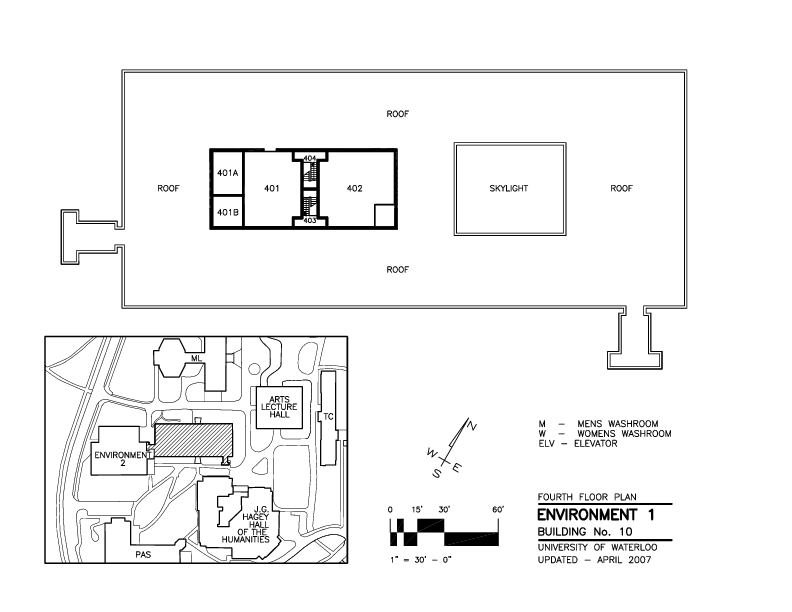 ROOF
404
401A
ROOF
401
402
SKYLIGHT
ROOF
401B
403
ROOF
ML
ARTS
LECTURE
HALL
TC
ENVIRONMENT
2
J.G.
HAGEY
HALL
OF THE
HUMANITIES
PAS
N
W
E
S
0 15' 30' 60'
1" = 30' - 0"
M - MENS WASHROOM
W - WOMENS WASHROOM
ELV - ELEVATOR
FOURTH FLOOR PLAN
ENVIRONMENT 1
BUILDING No. 10
UNIVERSITY OF WATERLOO
UPDATED - APRIL 2007